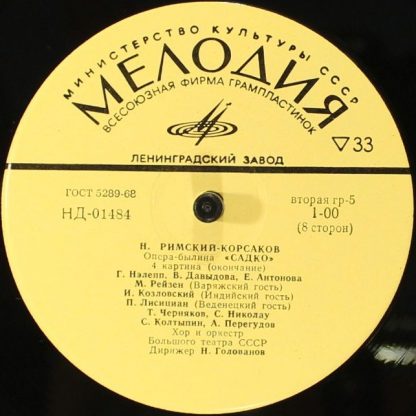 МИНИСТЕРСТВО КУЛЬТУРЫ СССР
МЕЛОДИЯ
ВСЕСОЮЗНАЯ ФИРМА ГРАМПЛАСТИНОК
▽33
ЛЕНИНГРАДСКИЙ ЗАВОД
ГОСТ 5289-68
НД-01484
вторая гр-5
1-00
(8 сторон)
Н. РИМСКИЙ-КОРСАКОВ
Опера-былина «САДКО»
4 картина (окончание)
Г. Нэлепп, В. Давыдова, Е. Антонова
М. Рейзен (Варяжский гость)
И. Козловский (Индийский гость)
П. Лисициан (Веденецкий гость)
Т. Черняков, С. Николау
С. Колтыпин, А. Перегудов
Хор и оркестр
Большого театра СССР
Дирижер Н. Голованов